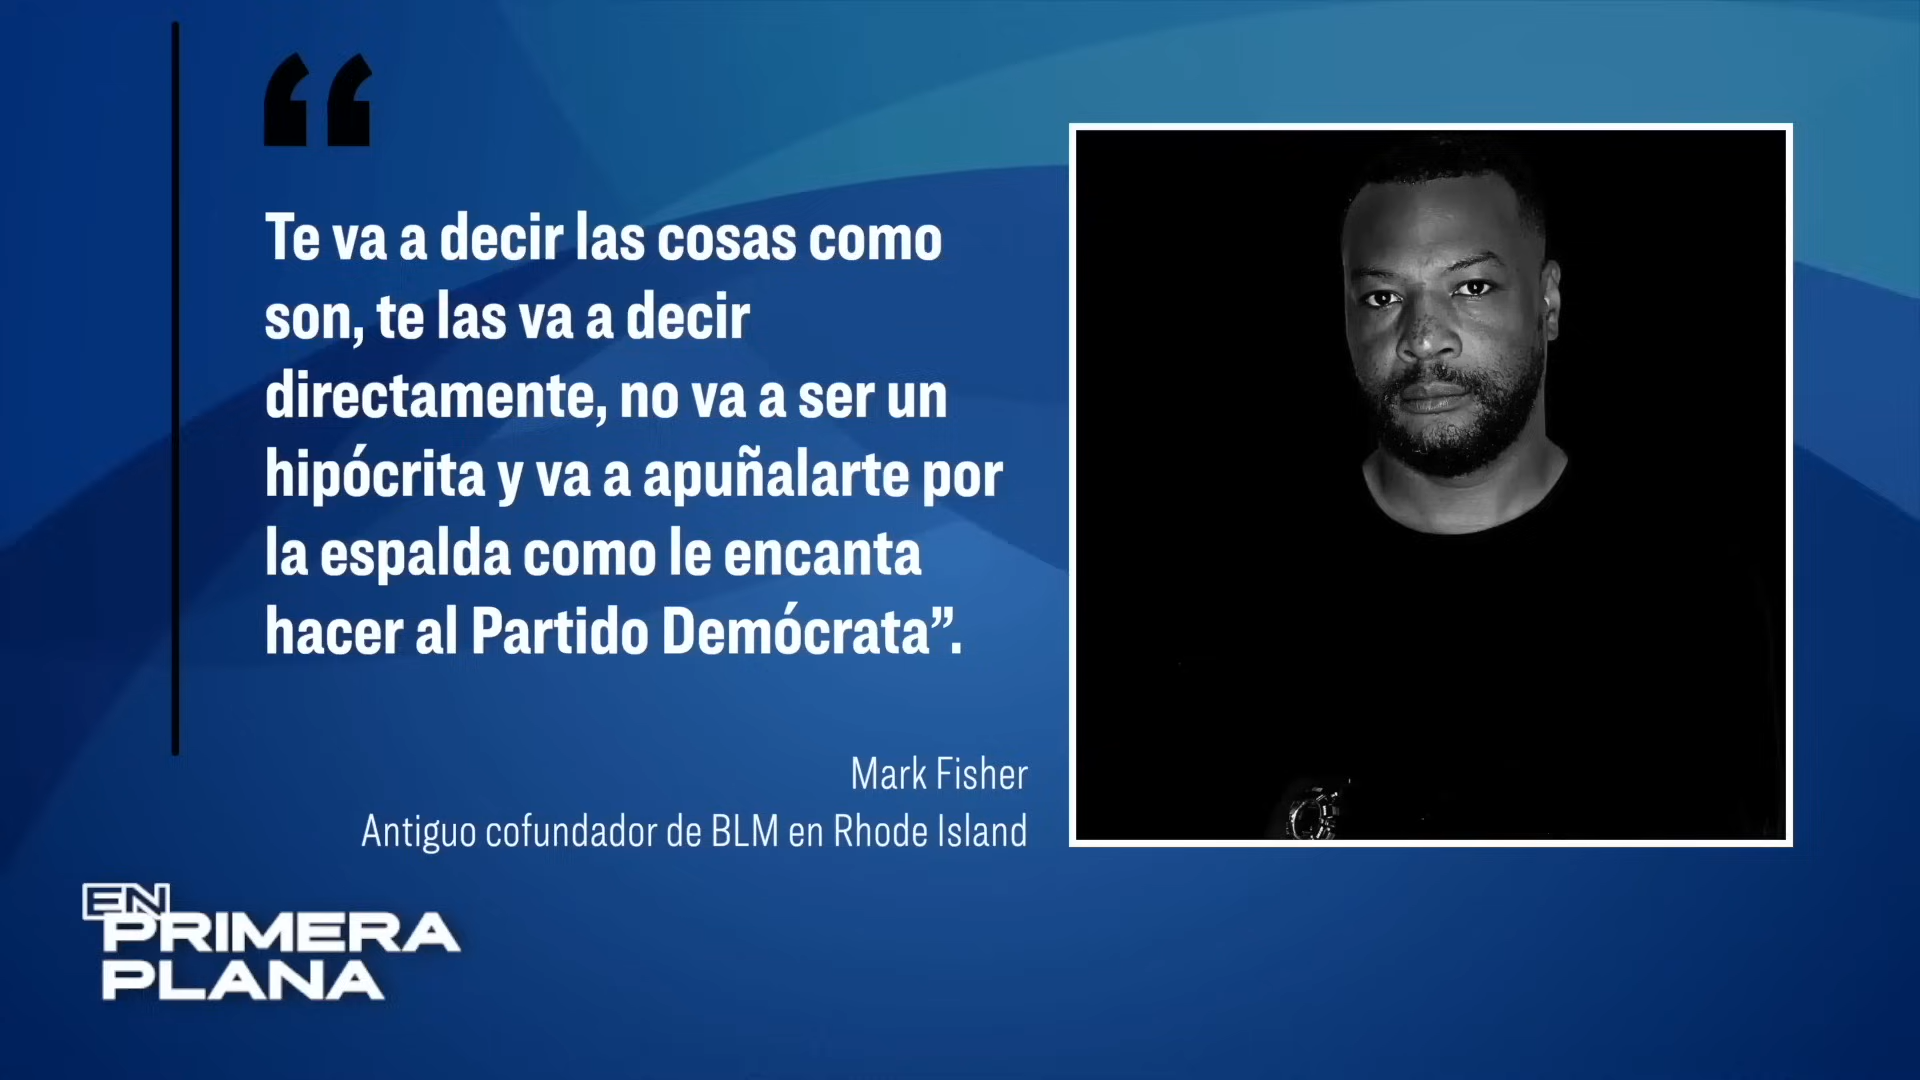 “
Te va a decir las cosas como
son, te las va a decir
directamente, no va a ser un
hipócrita y va a apuñalarte por
la espalda como le encanta
hacer al Partido Demócrata”.
Mark Fisher
Antiguo cofundador de BLM en Rhode Island
EN
PRIMERA
PLANA